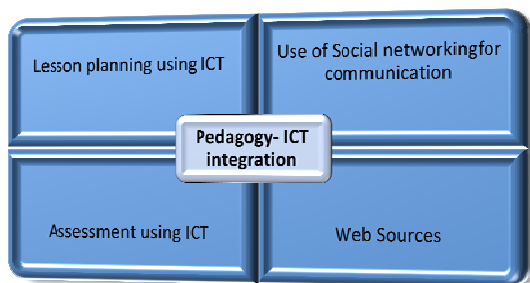 Lesson planning using ICT
Use of Social networkingfor
communication
Pedagogy- ICT
integration
Assessment using ICT
Web Sources